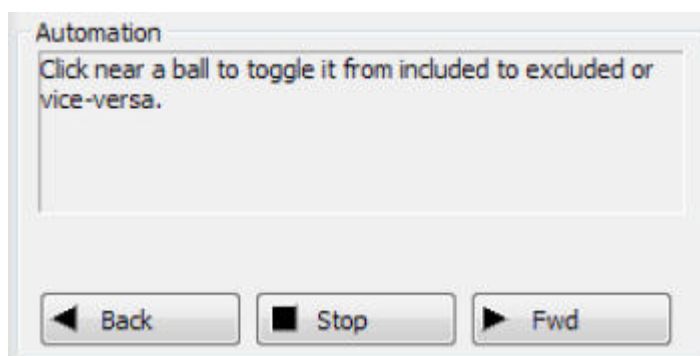 Automation
Click near a ball to toggle it from included to excluded or
vice-versa.
Back
Stop
Fwd